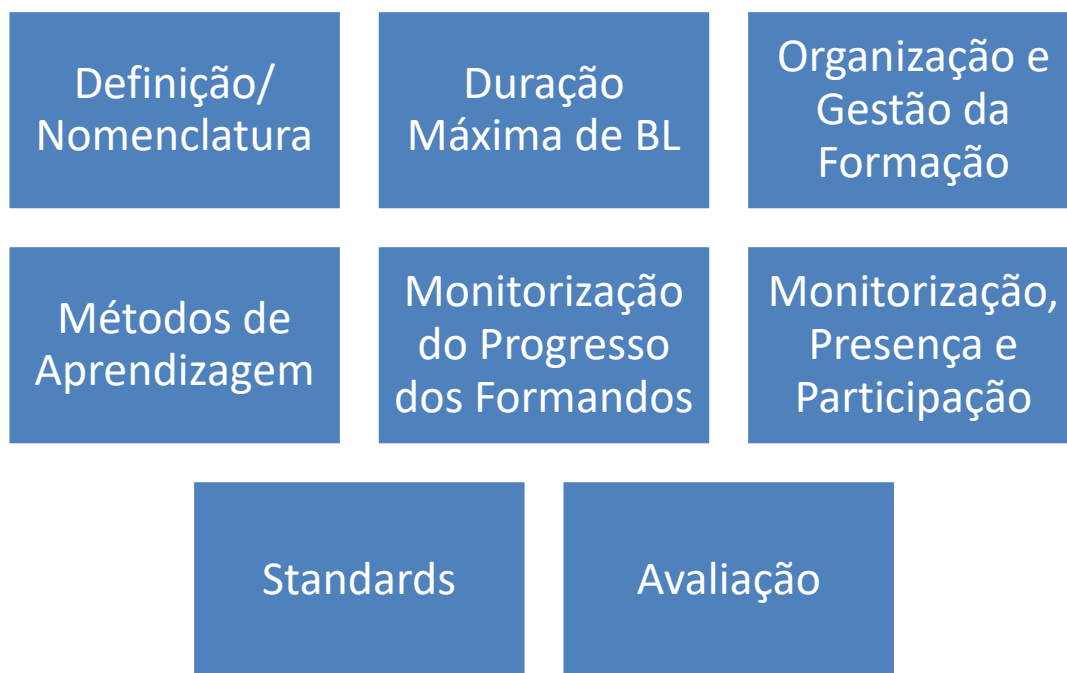 Definição/
Nomenclatura
Duração
Máxima de BL
Organização e
Gestão da
Formação
Métodos de
Aprendizagem
Monitorização
do Progresso
dos Formandos
Monitorização,
Presença e
Participação
Standards
Avaliação